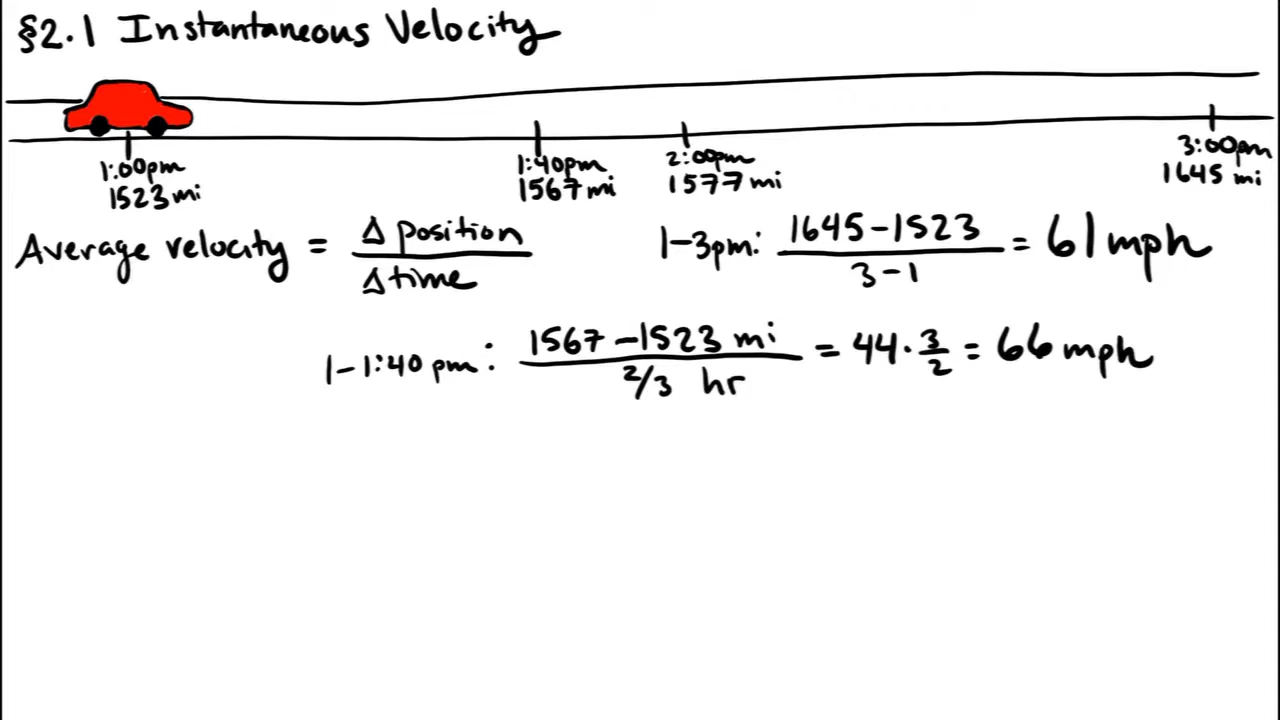 §2.1 Instantaneous Velocity
1:00pm
1523 mi
1:40pm
1567 mi
2:00pm
1577 mi
3:00pm
1645 mi
Average velocity = Δ position / Δ time
1-3pm: 1645-1523 / 3-1 = 61 mph
1-1:40 pm: 1567-1523 mi / 2/3 hr = 44 · 3/2 = 66 mph